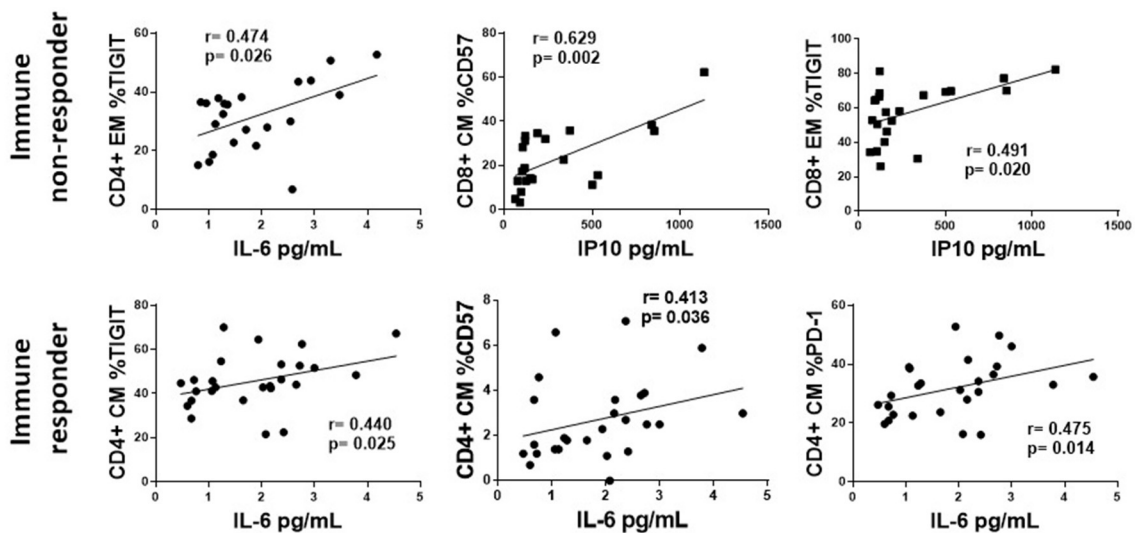 Immune
non-responder
CD4+ EM %TIGIT
60
40
20
0
r= 0.474
p= 0.026
0 1 2 3 4 5
IL-6 pg/mL
CD8+ CM %CD57
80
60
40
20
0
r= 0.629
p= 0.002
0 500 1000 1500
IP10 pg/mL
CD8+ EM %TIGIT
100
80
60
40
20
0
r= 0.491
p= 0.020
0 500 1000 1500
IP10 pg/mL
Immune
responder
CD4+ CM %TIGIT
80
60
40
20
0
r= 0.440
p= 0.025
0 1 2 3 4 5
IL-6 pg/mL
CD4+ CM %CD57
8
6
4
2
0
r= 0.413
p= 0.036
0 1 2 3 4 5
IL-6 pg/mL
CD4+ CM %PD-1
60
40
20
0
r= 0.475
p= 0.014
0 1 2 3 4 5
IL-6 pg/mL